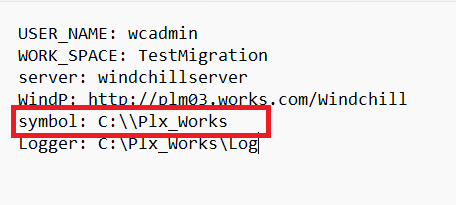 USER_NAME: wcadmin
WORK_SPACE: TestMigration
server: windchillserver
WindP: http://plm03.works.com/Windchill
symbol: C:\\Plx_Works
Logger: C:\Plx_Works\Log